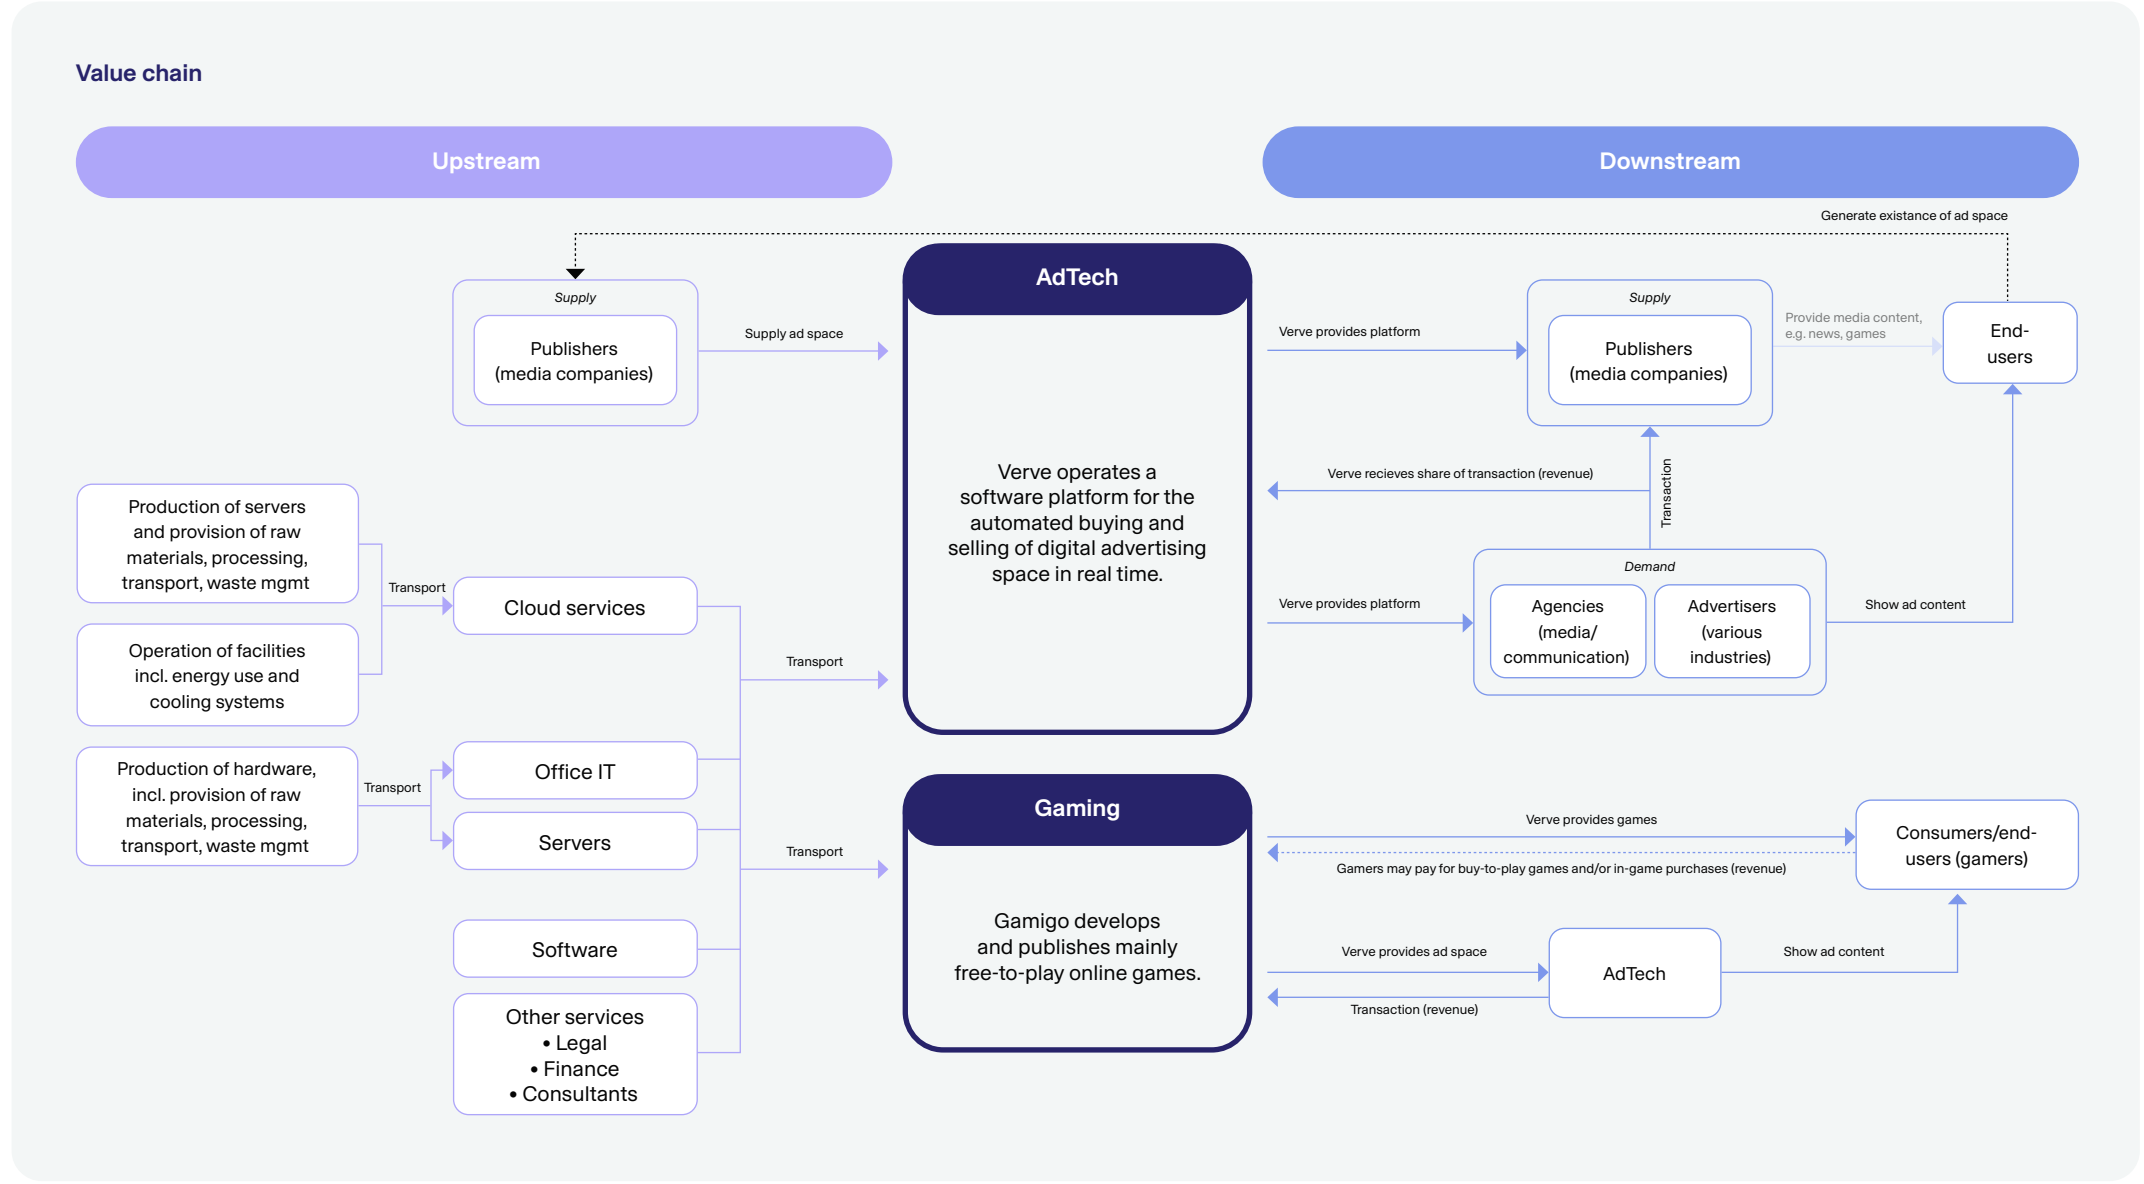 Value chain
Upstream
Downstream
Generate existance of ad space
Supply
Publishers
(media companies)
Supply ad space
AdTech
Verve operates a
software platform for the
automated buying and
selling of digital advertising
space in real time.
Verve provides platform
Supply
Publishers
(media companies)
Provide media content,
e.g. news, games
End-
users
Verve recieves share of transaction (revenue)
Transaction
Verve provides platform
Demand
Agencies
(media/
communication)
Advertisers
(various
industries)
Show ad content
Production of servers
and provision of raw
materials, processing,
transport, waste mgmt
Operation of facilities
incl. energy use and
cooling systems
Transport
Cloud services
Transport
Production of hardware,
incl. provision of raw
materials, processing,
transport, waste mgmt
Transport
Office IT
Servers
Transport
Software
Other services
• Legal
• Finance
• Consultants
Gaming
Gamigo develops
and publishes mainly
free-to-play online games.
Verve provides games
Gamers may pay for buy-to-play games and/or in-game purchases (revenue)
Consumers/end-
users (gamers)
Verve provides ad space
Transaction (revenue)
AdTech
Show ad content